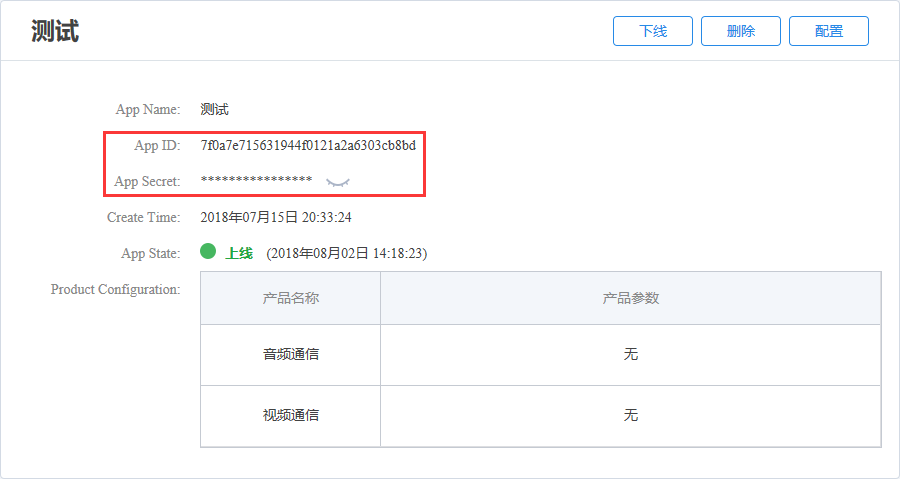 测试
下线 删除 配置
App Name: 测试
App ID: 7f0a7e715631944f0121a2a6303cb8bd
App Secret: ****************
Create Time: 2018年07月15日 20:33:24
App State: 上线 (2018年08月02日 14:18:23)
Product Configuration:
产品名称 产品参数
音频通信 无
视频通信 无